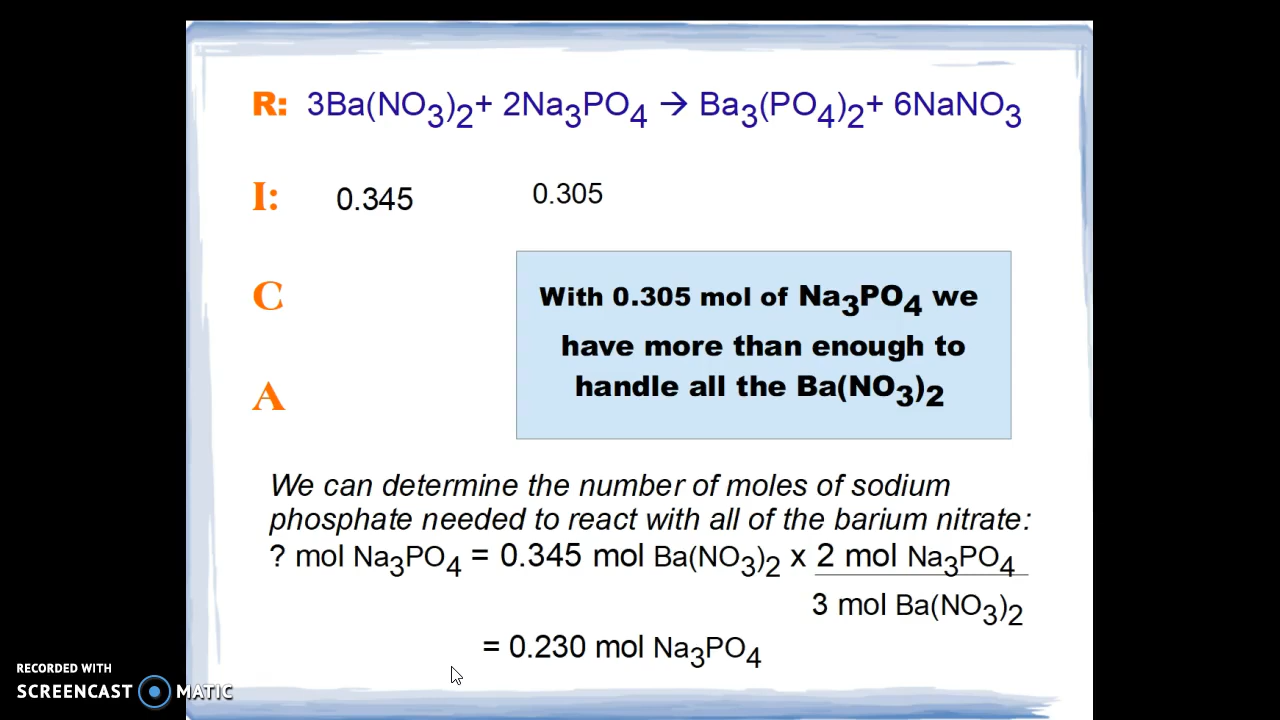 R: 3Ba(NO3)2+ 2Na3PO4 → Ba3(PO4)2+ 6NaNO3
I: 0.345 0.305
C
With 0.305 mol of Na3PO4 we
have more than enough to
handle all the Ba(NO3)2
A
We can determine the number of moles of sodium
phosphate needed to react with all of the barium nitrate:
? mol Na3PO4 = 0.345 mol Ba(NO3)2 x 2 mol Na3PO4
3 mol Ba(NO3)2
= 0.230 mol Na3PO4
RECORDED WITH
SCREENCAST MATIC